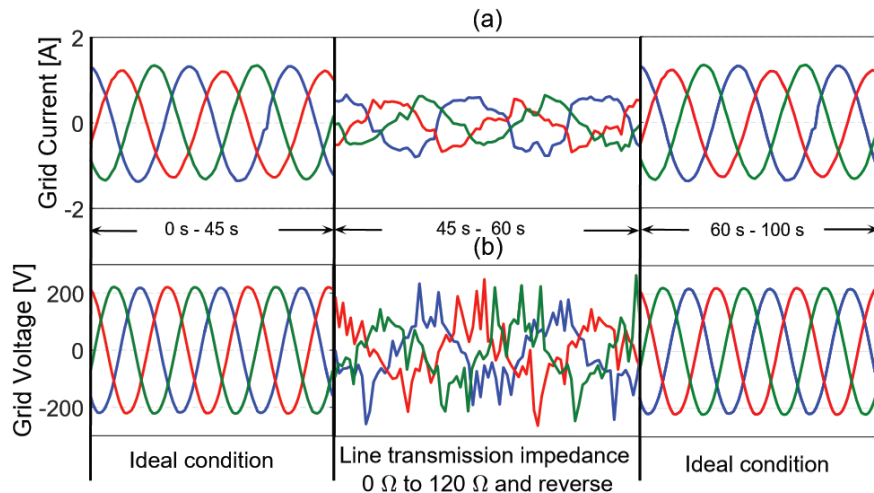 (a)
Grid Current [A]
2
0
-2
0 s - 45 s
45 s - 60 s
60 s - 100 s
(b)
Grid Voltage [V]
200
0
-200
Ideal condition
Line transmission impedance
0 Ω to 120 Ω and reverse
Ideal condition